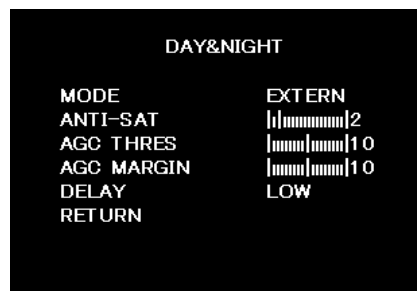 DAY&NIGHT
MODE EXTERN
ANTI-SAT 2
AGC THRES 10
AGC MARGIN 10
DELAY LOW
RETURN